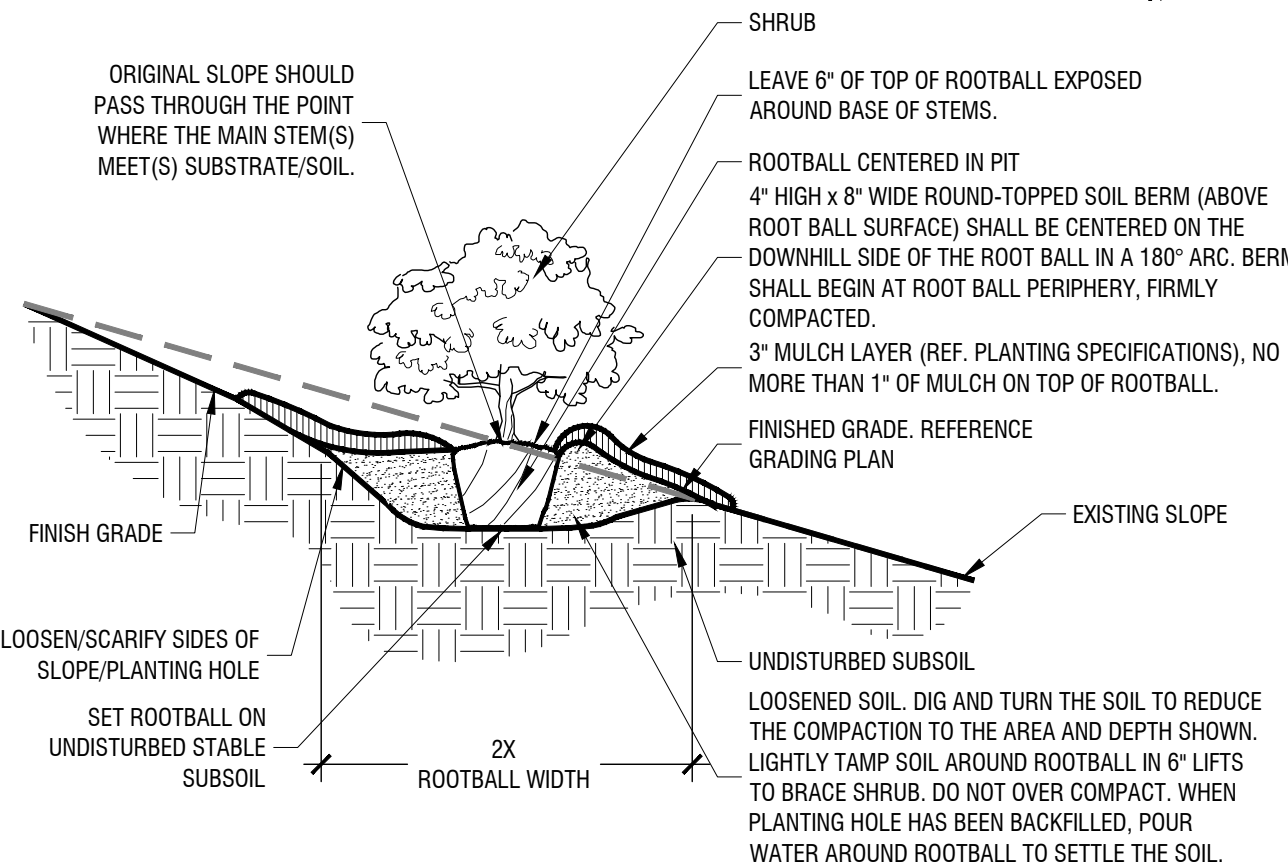 SHRUB
ORIGINAL SLOPE SHOULD
PASS THROUGH THE POINT
WHERE THE MAIN STEM(S)
MEET(S) SUBSTRATE/SOIL.
LEAVE 6" OF TOP OF ROOTBALL EXPOSED
AROUND BASE OF STEMS.
ROOTBALL CENTERED IN PIT
4" HIGH x 8" WIDE ROUND-TOPPED SOIL BERM (ABOVE
ROOT BALL SURFACE) SHALL BE CENTERED ON THE
DOWNHILL SIDE OF THE ROOT BALL IN A 180° ARC. BERM
SHALL BEGIN AT ROOT BALL PERIPHERY, FIRMLY
COMPACTED.
3" MULCH LAYER (REF. PLANTING SPECIFICATIONS), NO
MORE THAN 1" OF MULCH ON TOP OF ROOTBALL.
FINISHED GRADE. REFERENCE
GRADING PLAN
EXISTING SLOPE
FINISH GRADE
LOOSEN/SCARIFY SIDES OF
SLOPE/PLANTING HOLE
SET ROOTBALL ON
UNDISTURBED STABLE
SUBSOIL
2X
ROOTBALL WIDTH
UNDISTURBED SUBSOIL
LOOSENED SOIL. DIG AND TURN THE SOIL TO REDUCE
THE COMPACTION TO THE AREA AND DEPTH SHOWN.
LIGHTLY TAMP SOIL AROUND ROOTBALL IN 6" LIFTS
TO BRACE SHRUB. DO NOT OVER COMPACT. WHEN
PLANTING HOLE HAS BEEN BACKFILLED, POUR
WATER AROUND ROOTBALL TO SETTLE THE SOIL.